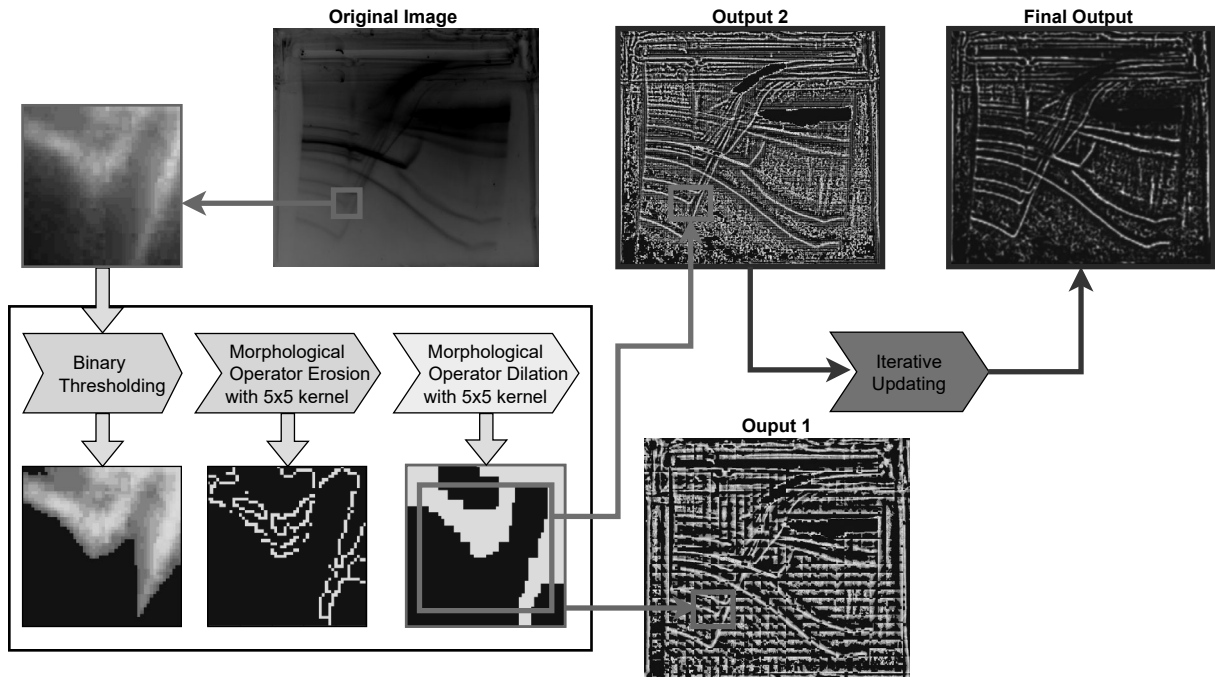 Original Image
Output 2
Final Output
Binary
Thresholding
Morphological
Operator Erosion
with 5x5 kernel
Morphological
Operator Dilation
with 5x5 kernel
Iterative
Updating
Ouput 1